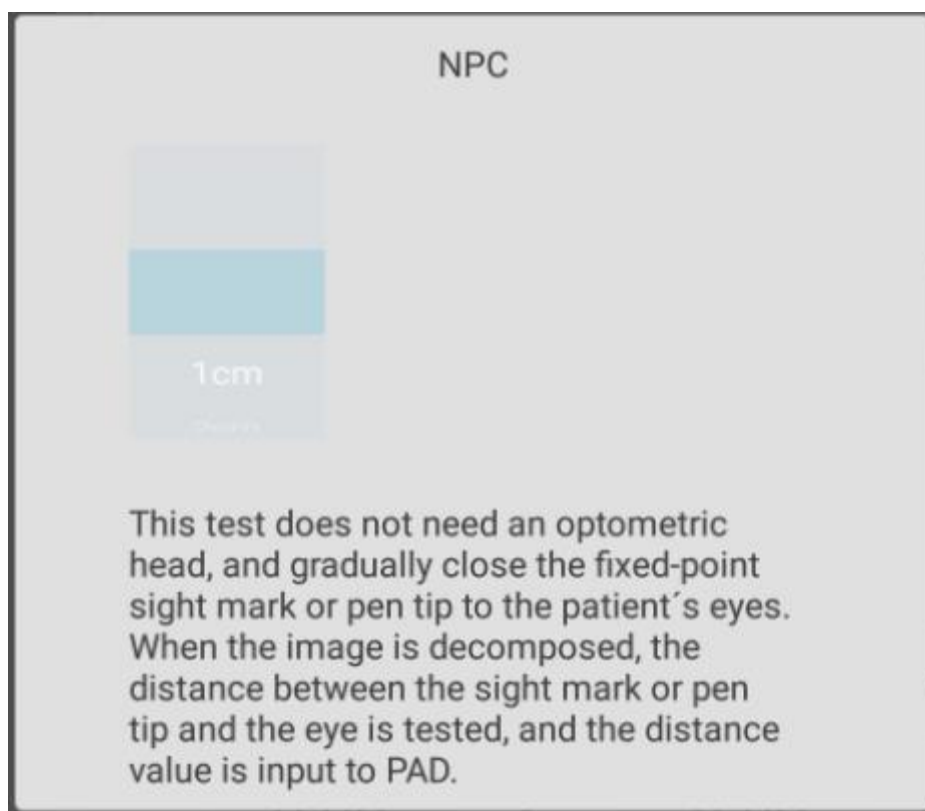 NPC
1cm
This test does not need an optometric
head, and gradually close the fixed-point
sight mark or pen tip to the patient´s eyes.
When the image is decomposed, the
distance between the sight mark or pen
tip and the eye is tested, and the distance
value is input to PAD.